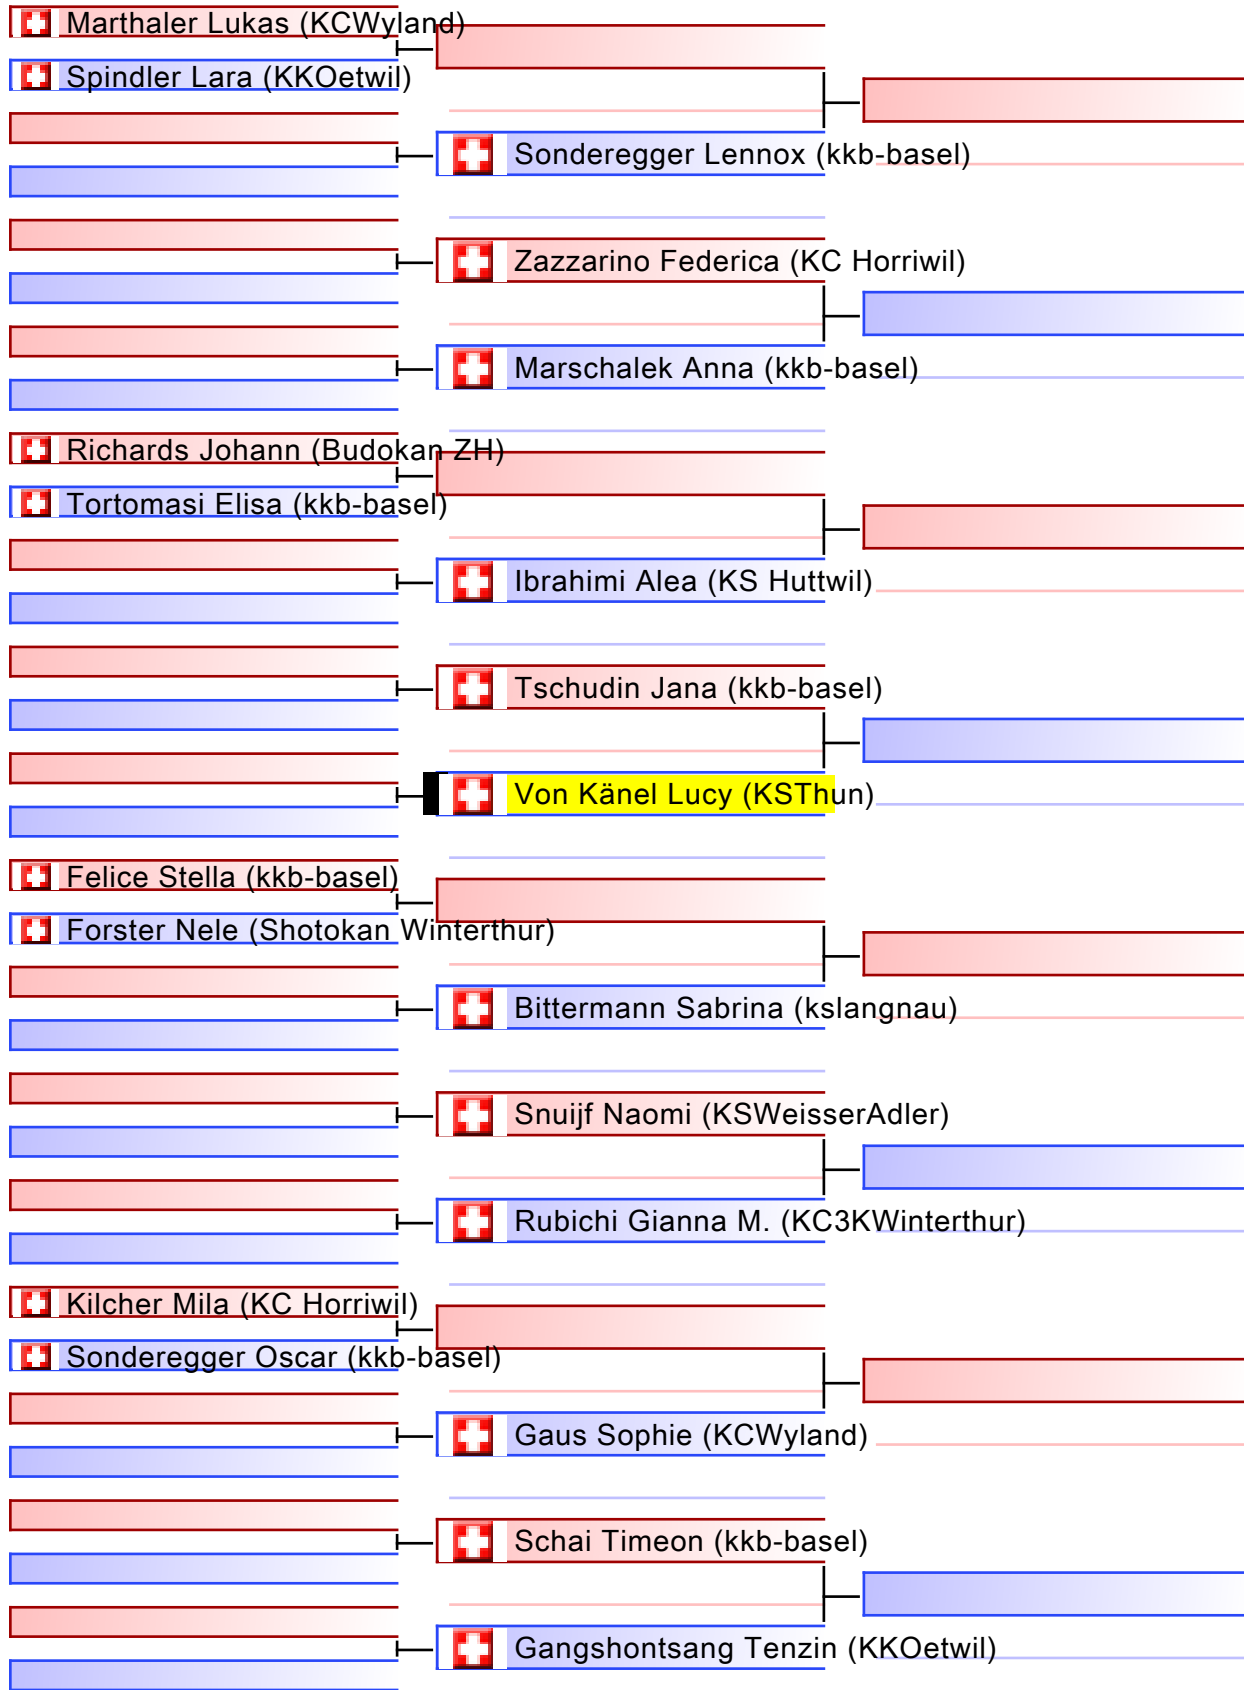 Marthaler Lukas (KCWyland)
Spindler Lara (KKOetwil)
Sonderegger Lennox (kkb-basel)
Zazzarino Federica (KC Horriwil)
Marschalek Anna (kkb-basel)
Richards Johann (Budokan ZH)
Tortomasi Elisa (kkb-basel)
Ibrahimi Alea (KS Huttwil)
Tschudin Jana (kkb-basel)
Von Känel Lucy (KSThun)
Felice Stella (kkb-basel)
Forster Nele (Shotokan Winterthur)
Bittermann Sabrina (kslangnau)
Snuijf Naomi (KSWeisserAdler)
Rubichi Gianna M. (KC3KWinterthur)
Kilcher Mila (KC Horriwil)
Sonderegger Oscar (kkb-basel)
Gaus Sophie (KCWyland)
Schai Timeon (kkb-basel)
Gangshontsang Tenzin (KKOetwil)